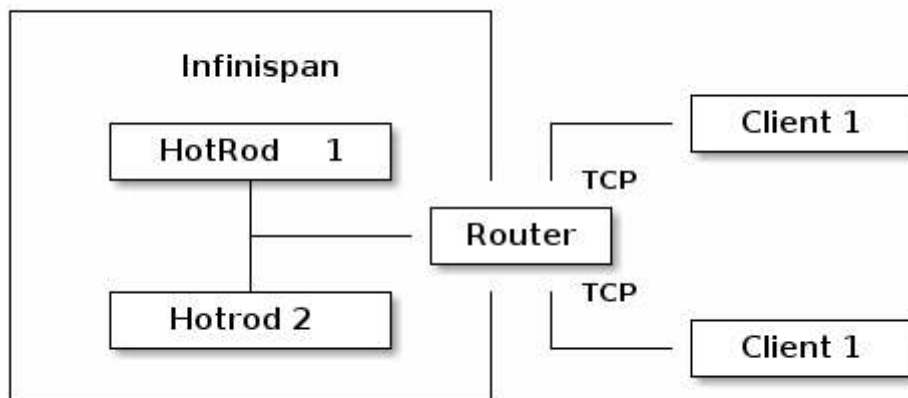 Infinispan
HotRod 1
Client 1
TCP
Router
TCP
Hotrod 2
Client 1